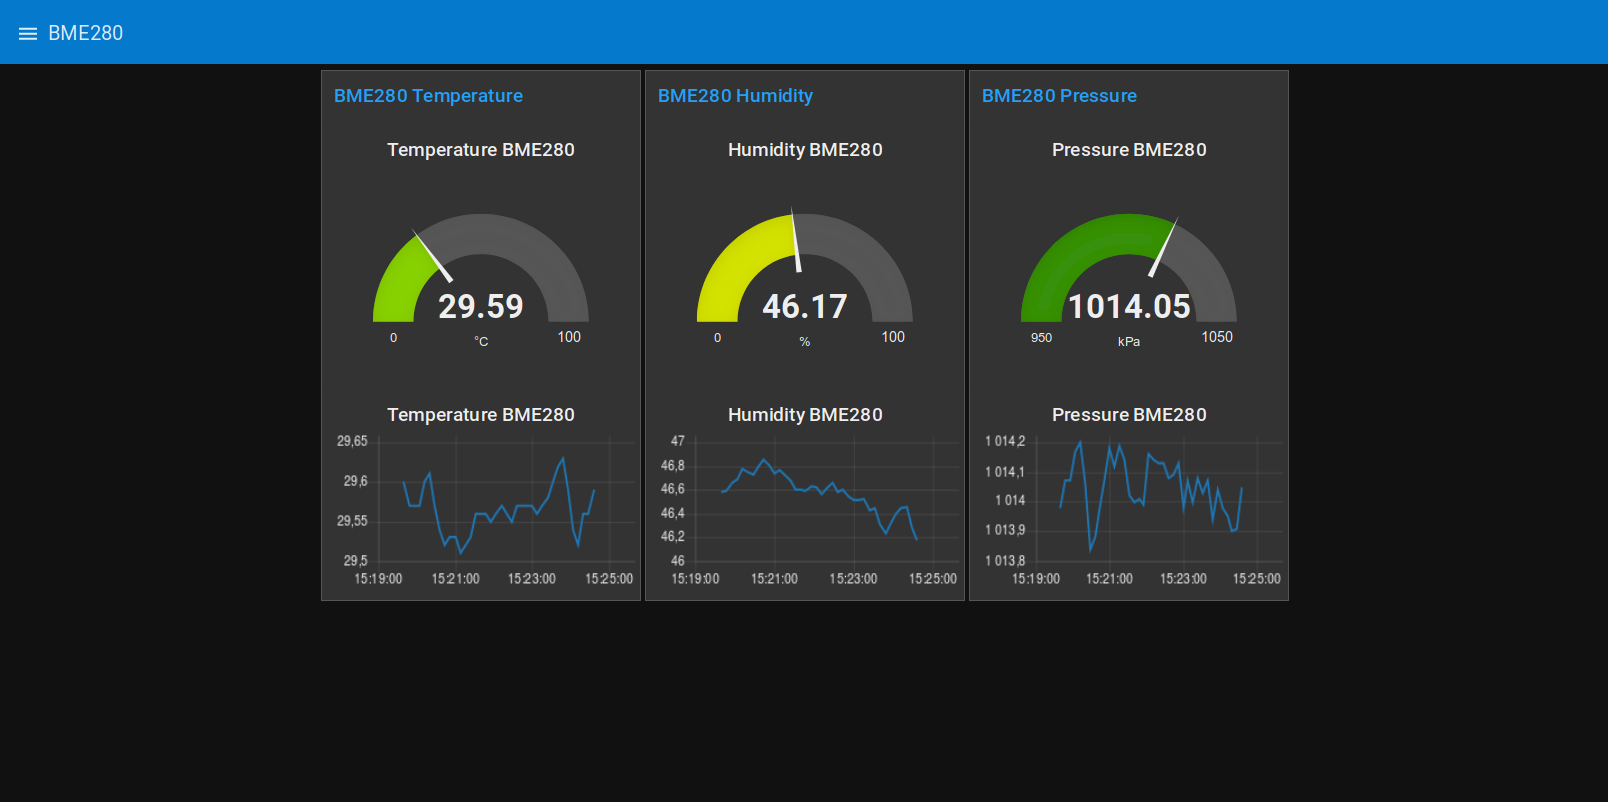 BME280
BME280 Temperature
Temperature BME280
29.59
0
°C
100
Temperature BME280
29,65
29,6
29,55
29,5
15:19:00 15:21:00 15:23:00 15:25:00
BME280 Humidity
Humidity BME280
46.17
0
%
100
Humidity BME280
47
46,8
46,6
46,4
46,2
46
15:19:00 15:21:00 15:23:00 15:25:00
BME280 Pressure
Pressure BME280
1014.05
950
kPa
1050
Pressure BME280
1 014,2
1 014,1
1 014
1 013,9
1 013,8
15:19:00 15:21:00 15:23:00 15:25:00